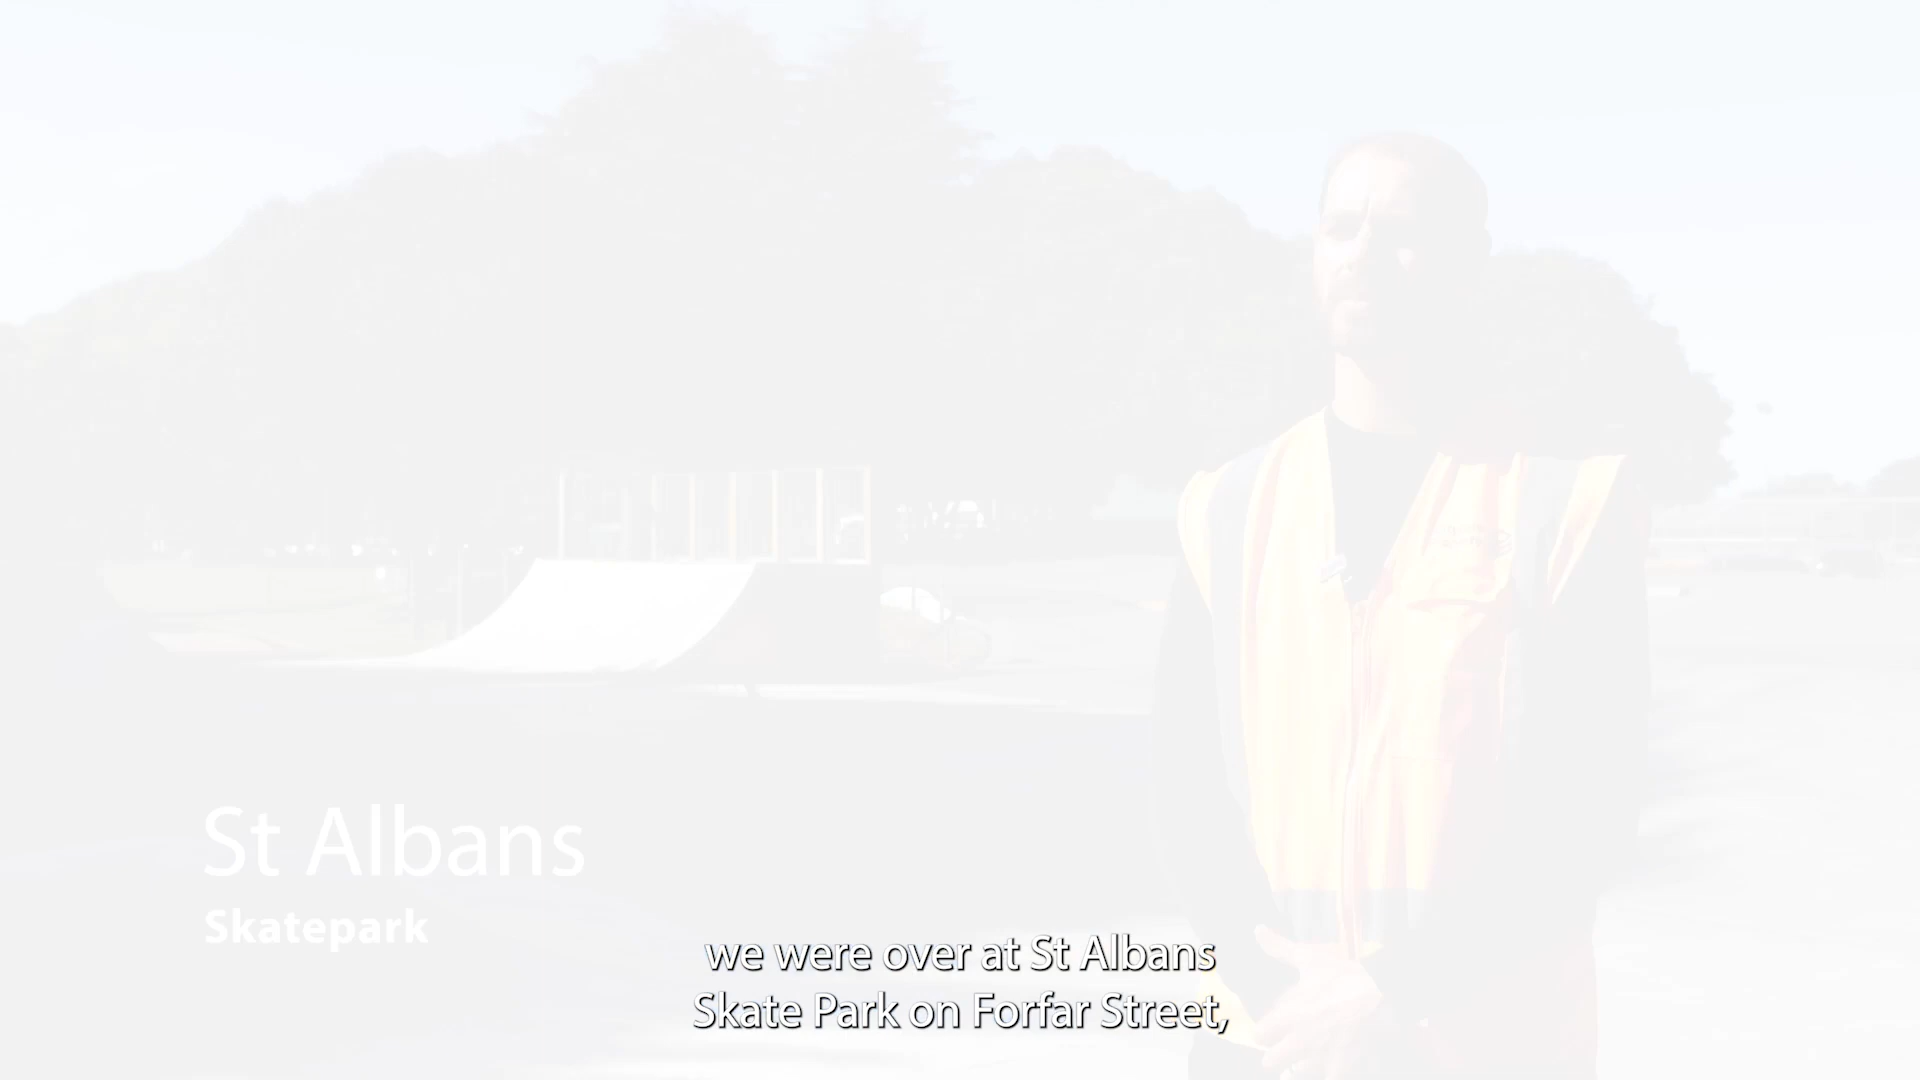 St Albans
Skatepark
we were over at St Albans
Skate Park on Forfar Street,